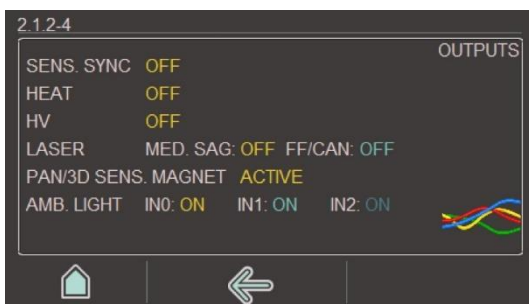 2.1.2-4
OUTPUTS
SENS. SYNC OFF
HEAT OFF
HV OFF
LASER MED. SAG: OFF FF/CAN: OFF
PAN/3D SENS. MAGNET ACTIVE
AMB. LIGHT IN0: ON IN1: ON IN2: ON